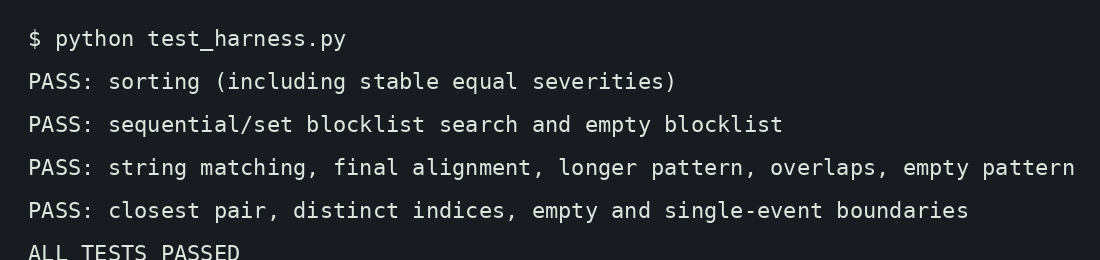 $ python test_harness.py
PASS: sorting (including stable equal severities)
PASS: sequential/set blocklist search and empty blocklist
PASS: string matching, final alignment, longer pattern, overlaps, empty pattern
PASS: closest pair, distinct indices, empty and single-event boundaries
ALL TESTS PASSED